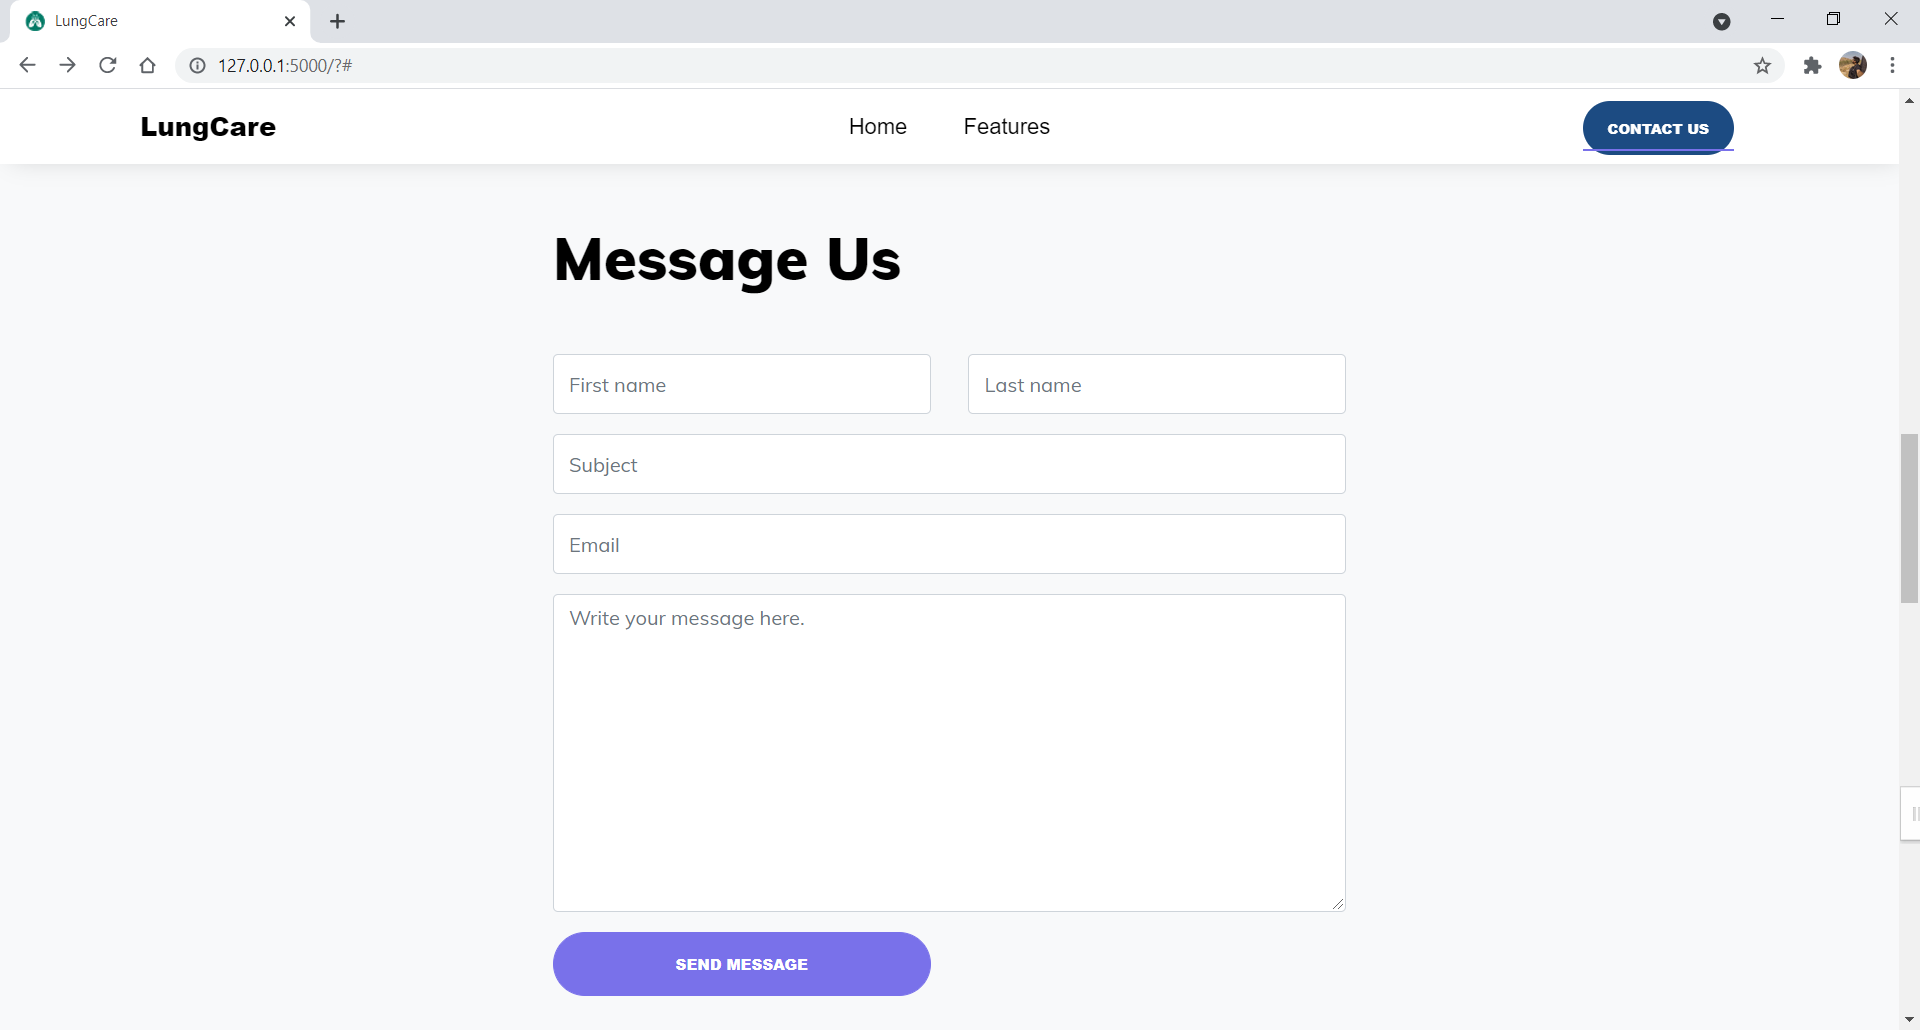 LungCare
127.0.0.1:5000/?#
LungCare
Home
Features
CONTACT US
Message Us
First name
Last name
Subject
Email
Write your message here.
SEND MESSAGE